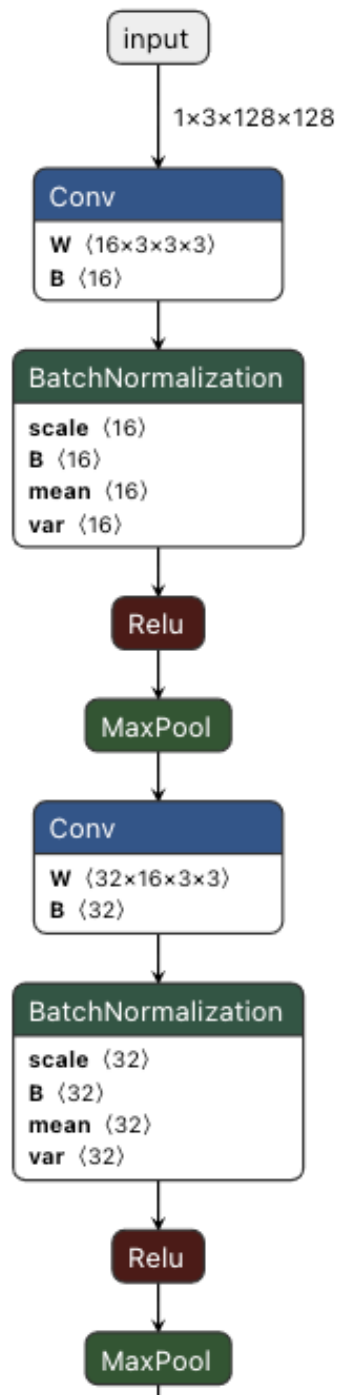 input
1×3×128×128
Conv
W ⟨16×3×3×3⟩
B ⟨16⟩
BatchNormalization
scale ⟨16⟩
B ⟨16⟩
mean ⟨16⟩
var ⟨16⟩
Relu
MaxPool
Conv
W ⟨32×16×3×3⟩
B ⟨32⟩
BatchNormalization
scale ⟨32⟩
B ⟨32⟩
mean ⟨32⟩
var ⟨32⟩
Relu
MaxPool